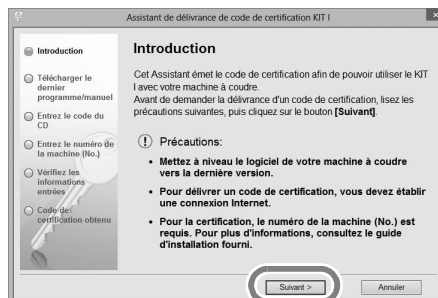 Assistant de délivrance de code de certification KIT I
Introduction
Télécharger le
dernier
programme/manuel
Entrez le code du
CD
Entrez le numéro de
la machine (No.)
Vérifiez les
informations
entrées
Code de
certification obtenu
Introduction
Cet Assistant émet le code de certification afin de pouvoir utiliser le KIT
I avec votre machine à coudre.
Avant de demander la délivrance d'un code de certification, lisez les
précautions suivantes, puis cliquez sur le bouton [Suivant].
Précautions:
• Mettez à niveau le logiciel de votre machine à coudre
vers la dernière version.
• Pour délivrer un code de certification, vous devez établir
une connexion Internet.
• Pour la certification, le numéro de la machine (No.) est
requis. Pour plus d'informations, consultez le guide
d'installation fourni.
Suivant >
Annuler